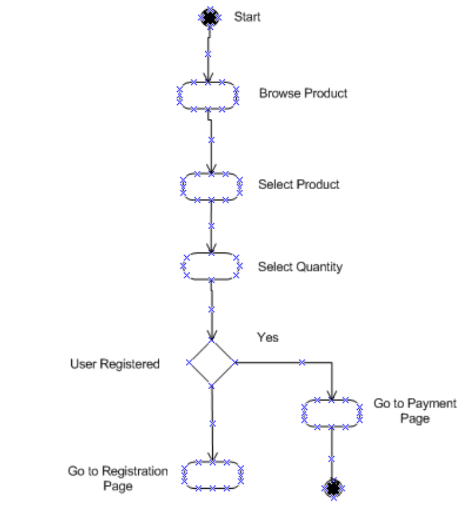 Start
Browse Product
Select Product
Select Quantity
Yes
User Registered
Go to Payment
Page
Go to Registration
Page